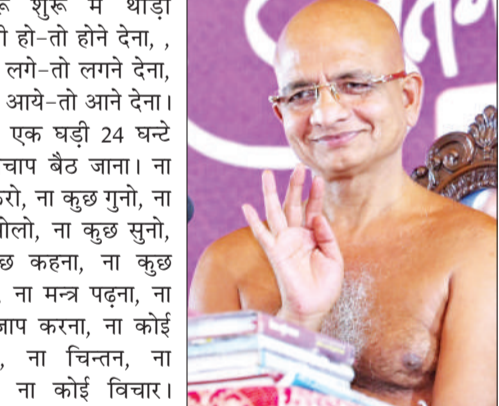 शुरू में थोड़ी
हो-तो होने देना, ,
लगे-तो लगने देना,
आये-तो आने देना।
एक घड़ी 24 घन्टे
चाप बैठ जाना। ना
ना कुछ गुनो, ना
ना कुछ सुनो,
कहना, ना कुछ
ना मन्त्र पढ़ना, ना
जाप करना, ना कोई
ना चिन्तन, ना
ना कोई विचार।